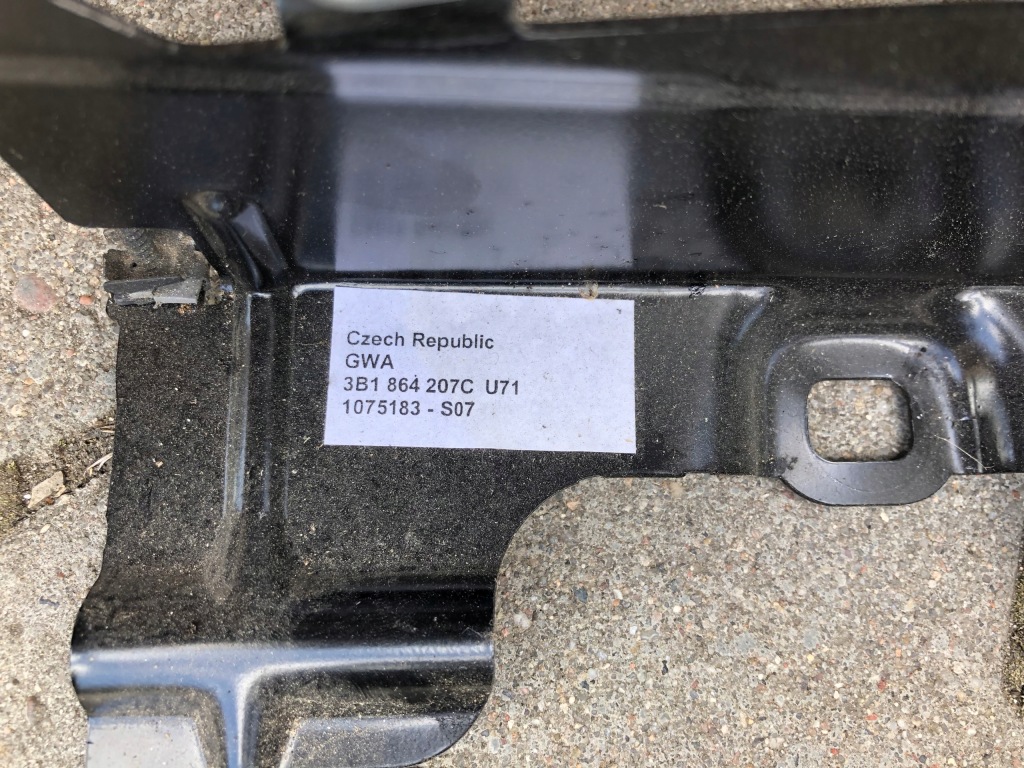 Czech Republic
GWA
3B1 864 207C U71
1075183 - S07